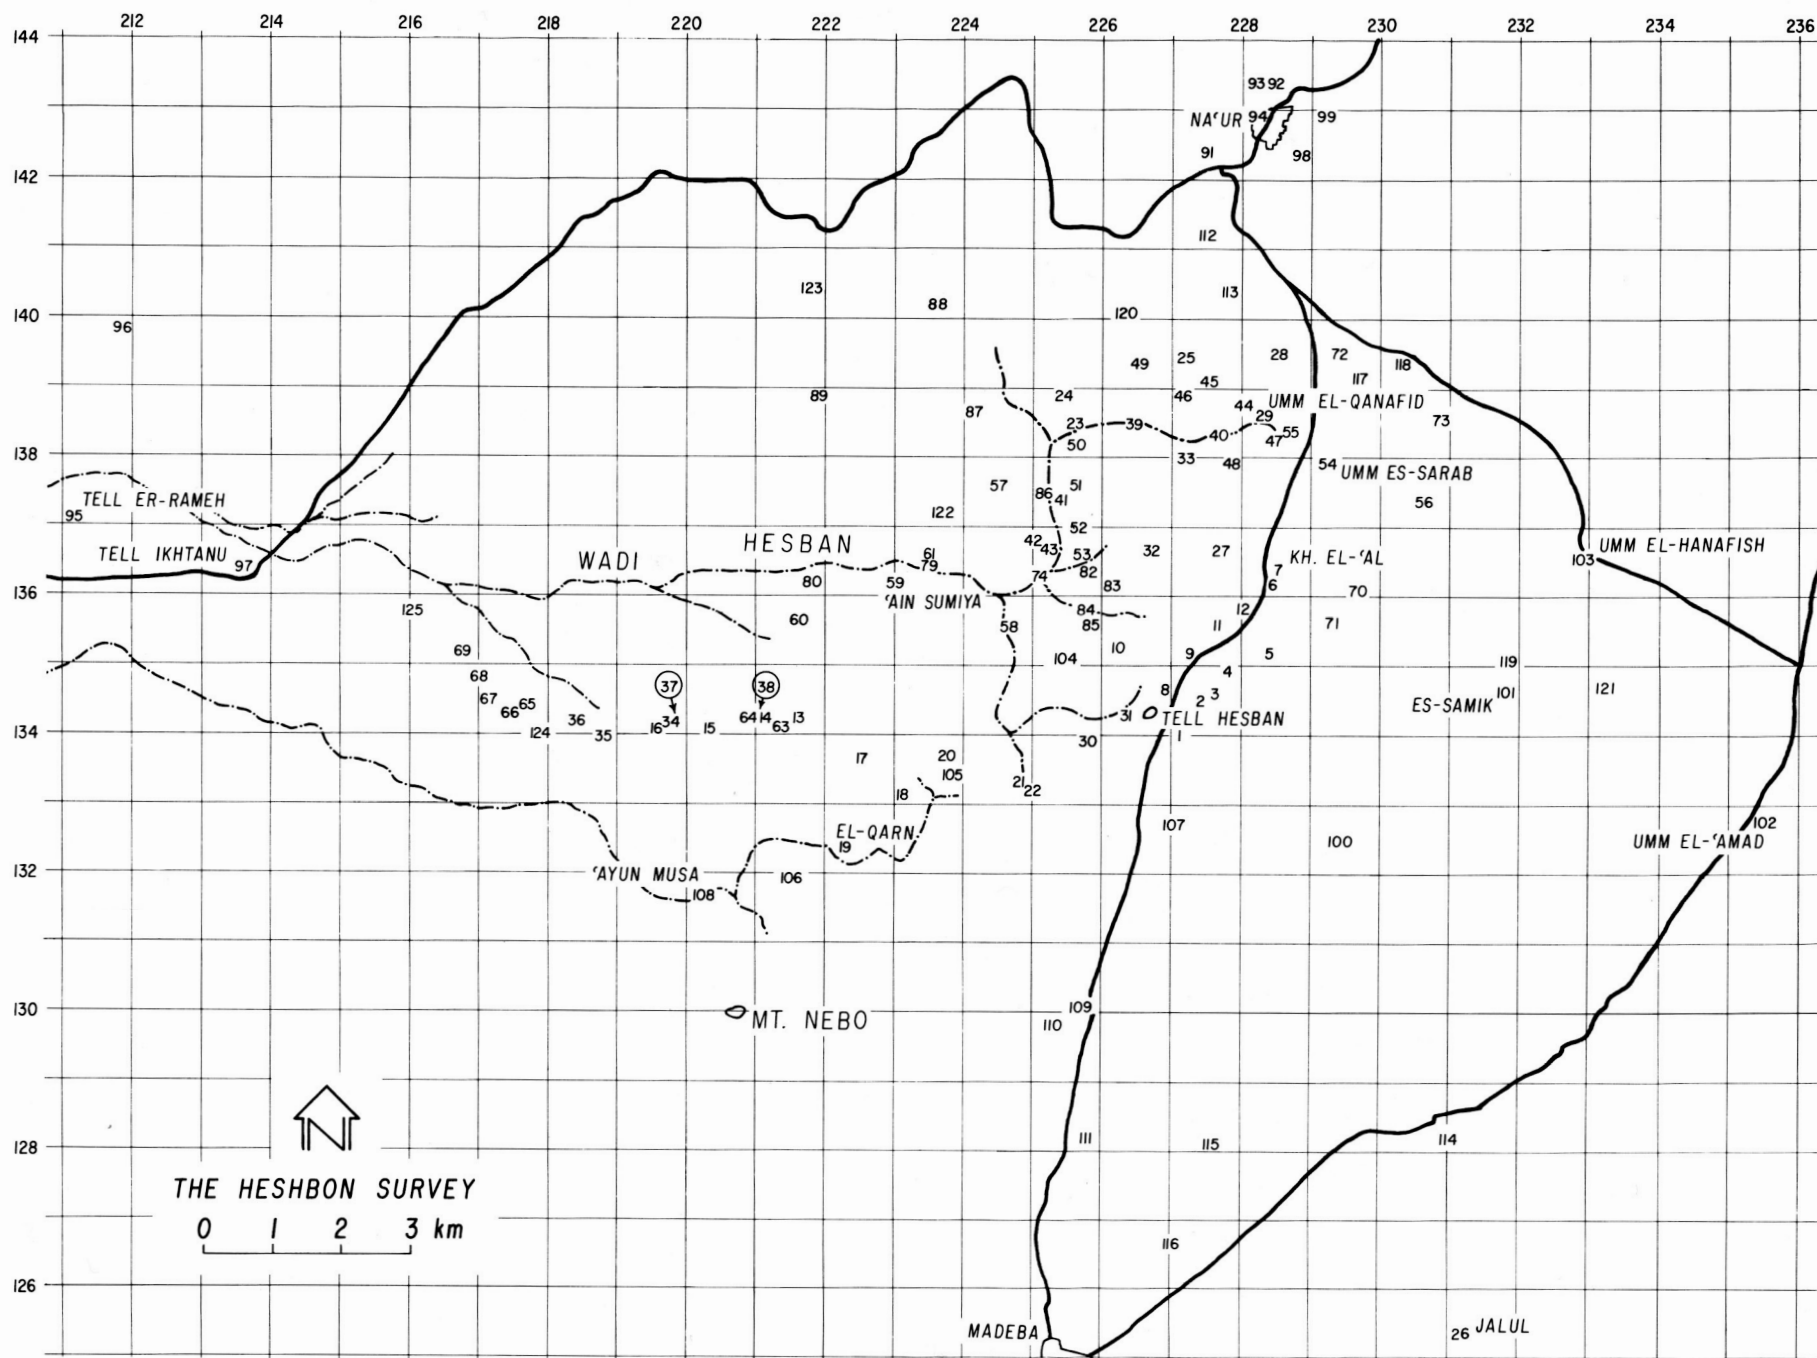 212 214 216 218 220 222 224 226 228 230 232 234 236
144
93 92
NAʿUR 94 99
91 98
142
112
123 88 113
140
96 120
49 25 28 72 118
45 117
89 24 46 44 UMM EL-QANAFID
87 23 39 29 73
40 55
50 47
138
33 48 54 UMM ES-SARAB
57 86 51 56
TELL ER-RAMEH 41
95 122
52
WADI HESBAN 42 43 32 27 UMM EL-HANAFISH
TELL IKHTANU 97 61 53 KH. EL-ʿAL 103
79 74 82 7
80 59 83 6 70
136
125 ʿAIN SUMIYA 84 12
60 58 85 11 71
69 104 10 9 5
68 37 38 4 119
67 8 3 101 121
66 65 2 ES-SAMIK
36 16 34 15 64 14 13 31 TELL HESBAN
63
134
124 35 30 1
17 20
105
18 21 22
107 102
EL-QARN
19 100 UMM EL-ʿAMAD
132
ʿAYUN MUSA 106
108
130
MT. NEBO 109
110
N
128
111 115 114
THE HESHBON SURVEY
0 1 2 3 km
116
126
MADEBA 26 JALUL